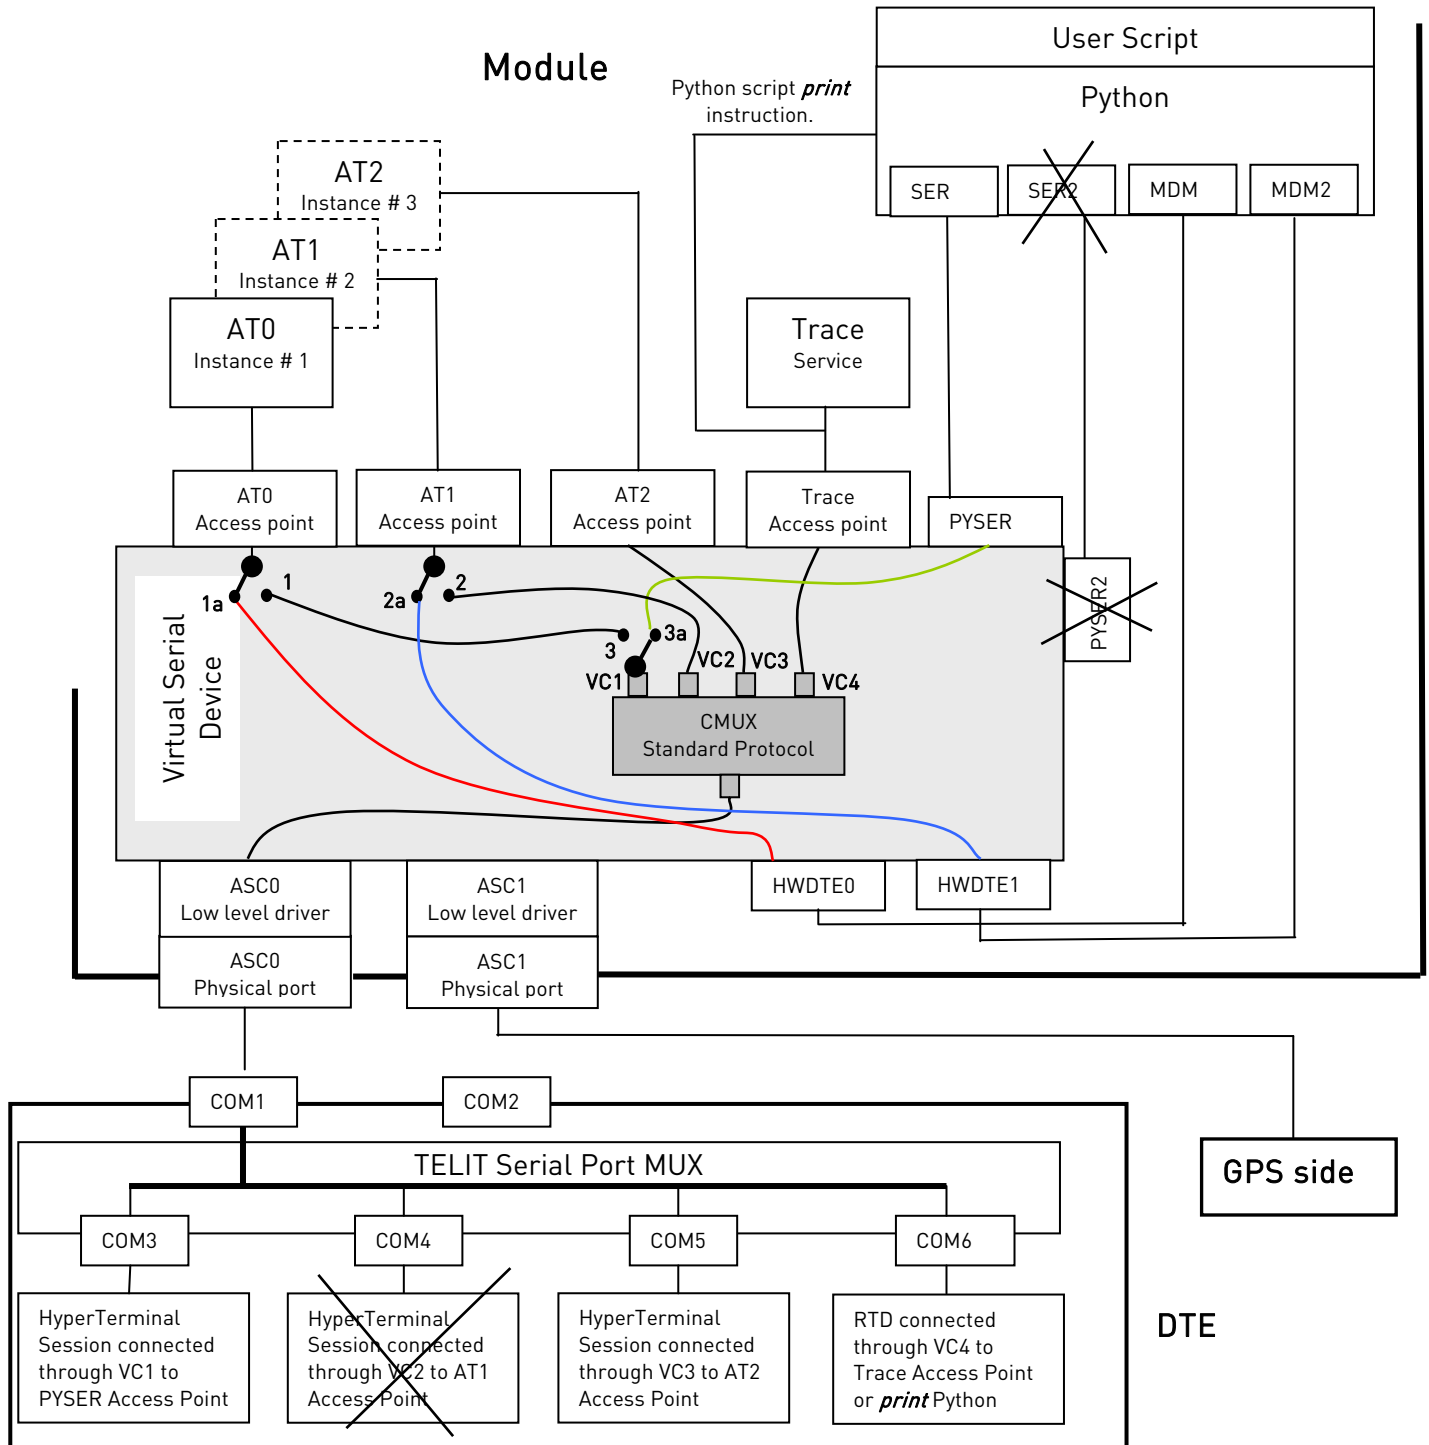 User Script
Module
Python script print
instruction.
Python
SER
SER2
MDM
MDM2
AT2
Instance # 3
AT1
Instance # 2
AT0
Instance # 1
Trace
Service
AT0
Access point
AT1
Access point
AT2
Access point
Trace
Access point
PYSER
PYSER2
1
1a
2
2a
3
3a
VC1
VC2
VC3
VC4
Virtual Serial
Device
CMUX
Standard Protocol
ASC0
Low level driver
ASC1
Low level driver
HWDTE0
HWDTE1
ASC0
Physical port
ASC1
Physical port
COM1
COM2
TELIT Serial Port MUX
GPS side
COM3
COM4
COM5
COM6
HyperTerminal
Session connected
through VC1 to
PYSER Access Point
HyperTerminal
Session connected
through VC2 to AT1
Access Point
HyperTerminal
Session connected
through VC3 to AT2
Access Point
RTD connected
through VC4 to
Trace Access Point
or print Python
DTE